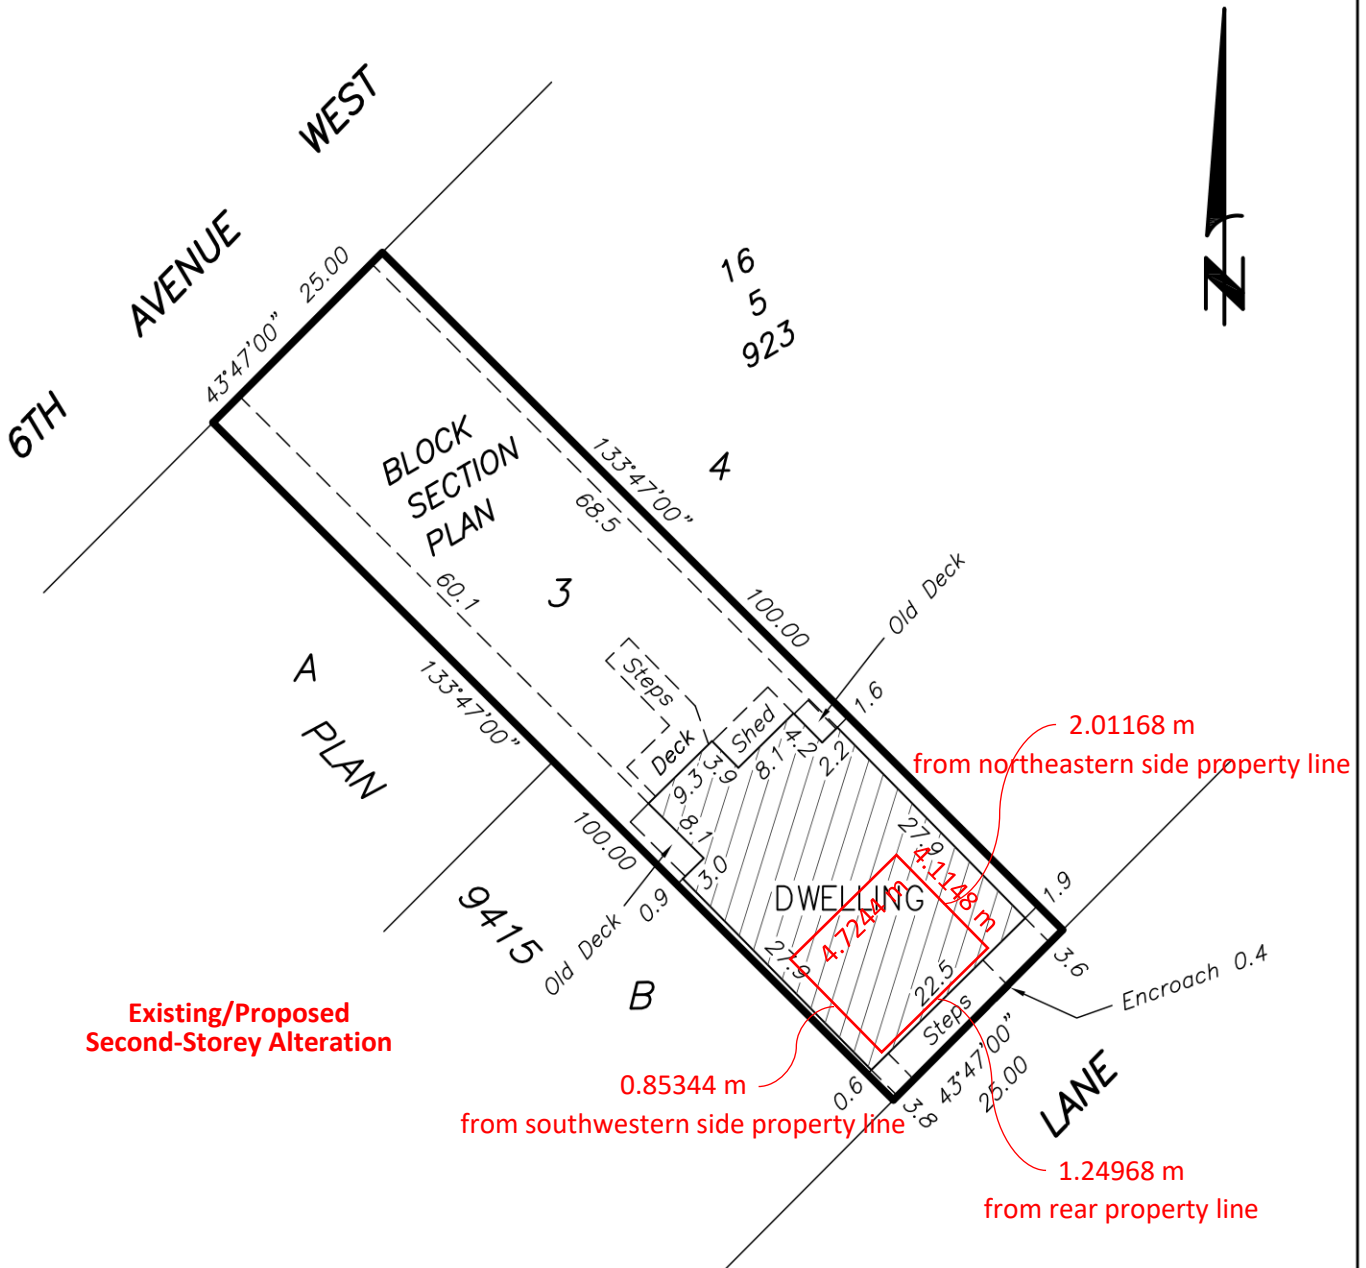 6TH AVENUE WEST
N
25.00
43°47'00"
16
5
923
BLOCK
SECTION
PLAN
133°47'00"
4
68.5
60.1
3
100.00
Old Deck
Steps
A
133°47'00"
PLAN
Deck
Shed
1.6
9.3
3.9
8.1
4.2
2.2
2.01168 m
from northeastern side property line
8.1
3.0
100.00
27.9
4.1148 m
DWELLING
4.7244 m
9415
Old Deck
0.9
1.9
27.9
22.5
3.6
Encroach 0.4
B
Steps
Existing/Proposed
Second-Storey Alteration
43°47'00"
25.00
LANE
0.85344 m
from southwestern side property line
0.6
3.8
1.24968 m
from rear property line